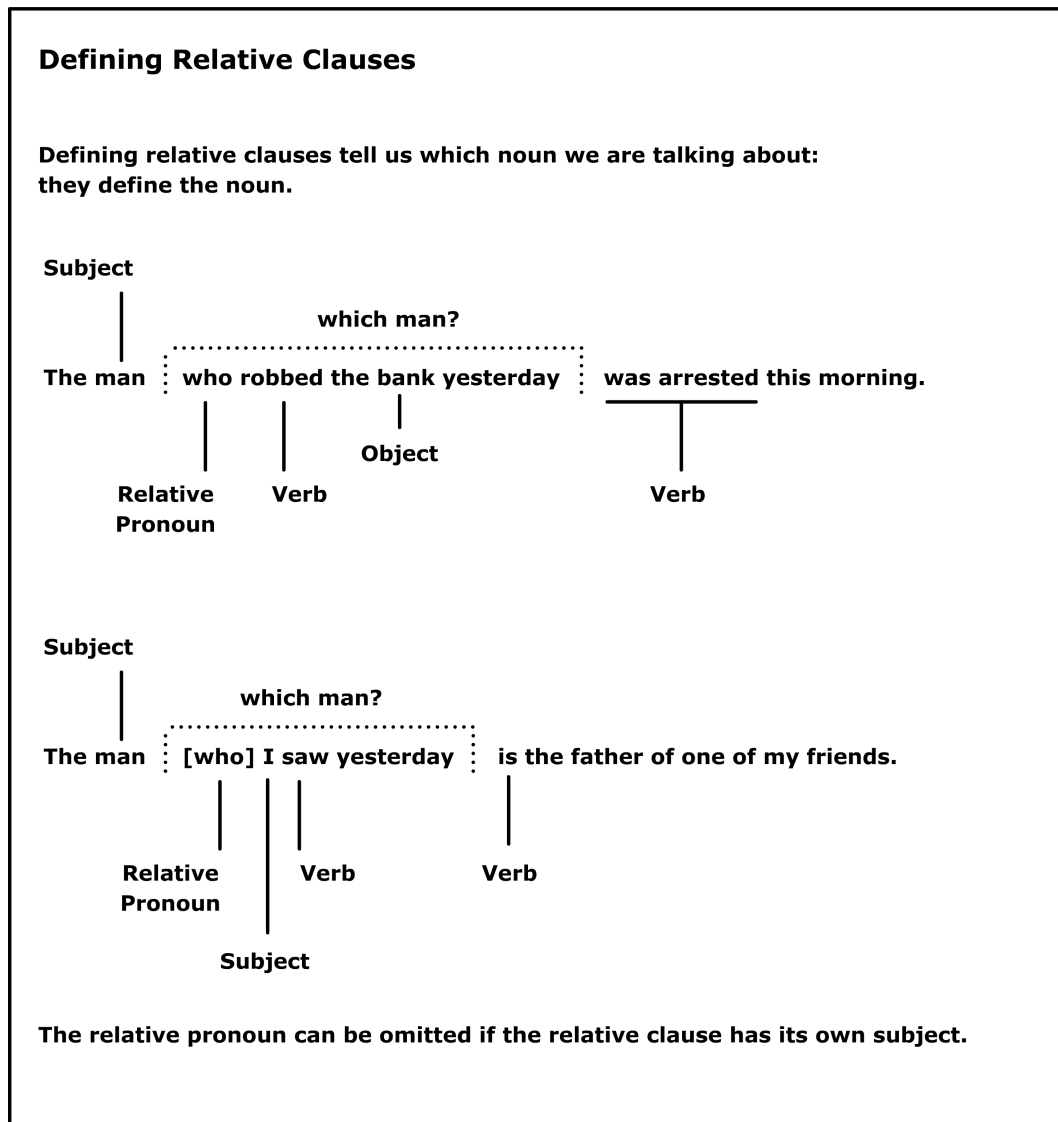 Defining Relative Clauses
Defining relative clauses tell us which noun we are talking about:
they define the noun.
Subject
which man?
The man who robbed the bank yesterday was arrested this morning.
Object
Relative Verb Verb
Pronoun
Subject
which man?
The man [who] I saw yesterday is the father of one of my friends.
Relative Verb Verb
Pronoun
Subject
The relative pronoun can be omitted if the relative clause has its own subject.